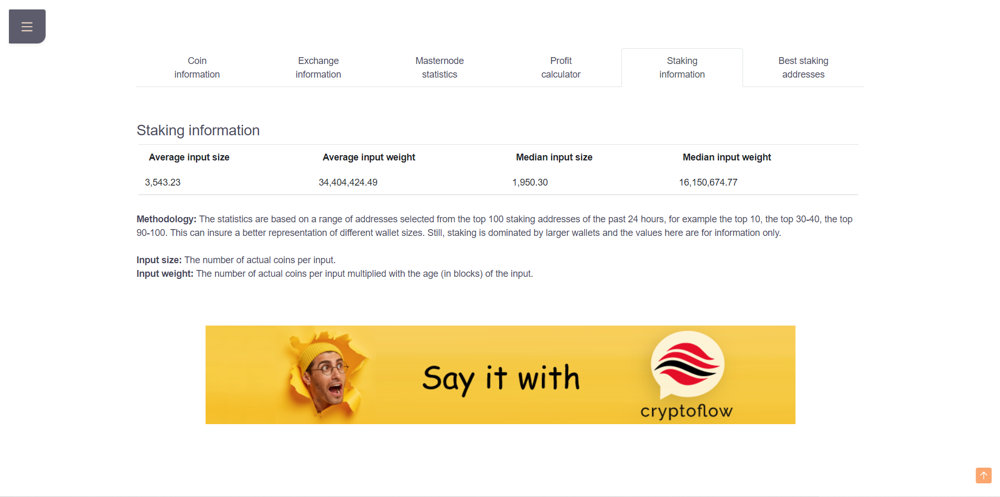 Coin
information
Exchange
information
Masternode
statistics
Profit
calculator
Staking
information
Best staking
addresses
Staking information
Average input size Average input weight Median input size Median input weight
3,543.23 34,404,424.49 1,950.30 16,150,674.77
Methodology: The statistics are based on a range of addresses selected from the top 100 staking addresses of the past 24 hours, for example the top 10, the top 30-40, the top
90-100. This can insure a better representation of different wallet sizes. Still, staking is dominated by larger wallets and the values here are for information only.
Input size: The number of actual coins per input.
Input weight: The number of actual coins per input multiplied with the age (in blocks) of the input.
Say it with
cryptoflow